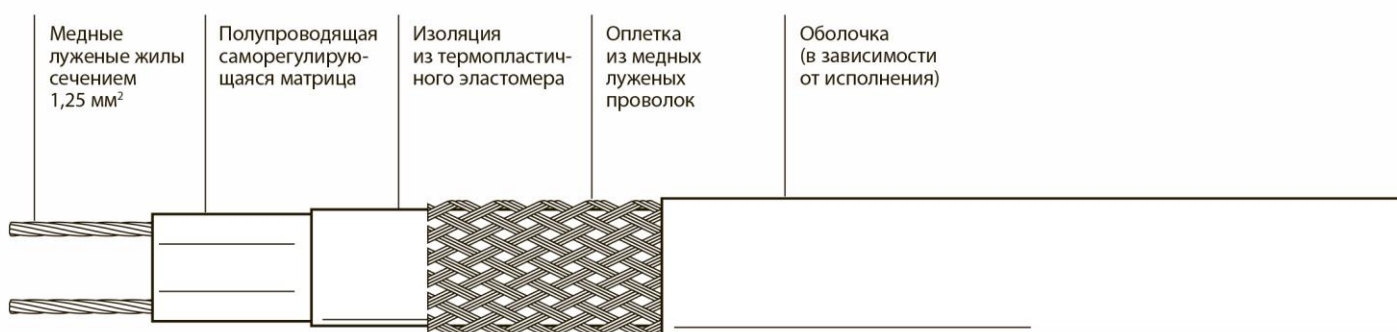 Медные
луженые жилы
сечением
1,25 мм²
Полупроводящая
саморегулирую-
щаяся матрица
Изоляция
из термопластич-
ного эластомера
Оплетка
из медных
луженых
проволок
Оболочка
(в зависимости
от исполнения)